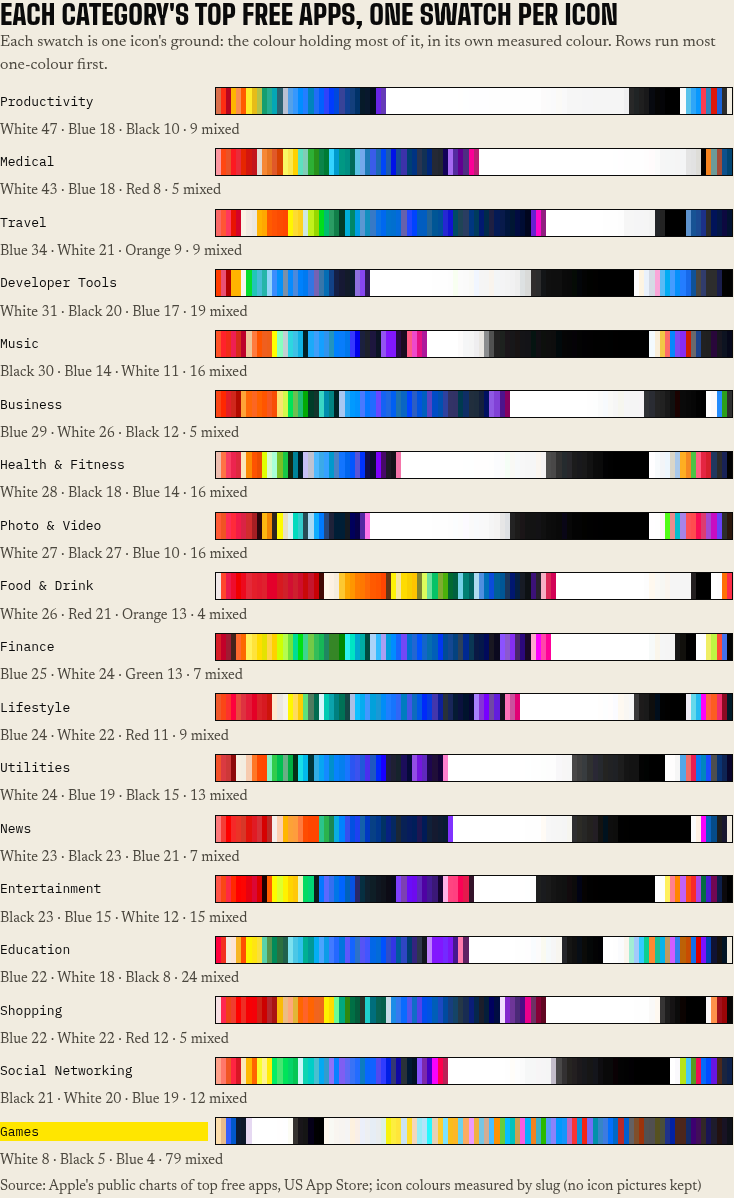 EACH CATEGORY'S TOP FREE APPS, ONE SWATCH PER ICON
Each swatch is one icon's ground: the colour holding most of it, in its own measured colour. Rows run most
one-colour first.
Productivity
White 47 · Blue 18 · Black 10 · 9 mixed
Medical
White 43 · Blue 18 · Red 8 · 5 mixed
Travel
Blue 34 · White 21 · Orange 9 · 9 mixed
Developer Tools
White 31 · Black 20 · Blue 17 · 19 mixed
Music
Black 30 · Blue 14 · White 11 · 16 mixed
Business
Blue 29 · White 26 · Black 12 · 5 mixed
Health & Fitness
White 28 · Black 18 · Blue 14 · 16 mixed
Photo & Video
White 27 · Black 27 · Blue 10 · 16 mixed
Food & Drink
White 26 · Red 21 · Orange 13 · 4 mixed
Finance
Blue 25 · White 24 · Green 13 · 7 mixed
Lifestyle
Blue 24 · White 22 · Red 11 · 9 mixed
Utilities
White 24 · Blue 19 · Black 15 · 13 mixed
News
White 23 · Black 23 · Blue 21 · 7 mixed
Entertainment
Black 23 · Blue 15 · White 12 · 15 mixed
Education
Blue 22 · White 18 · Black 8 · 24 mixed
Shopping
Blue 22 · White 22 · Red 12 · 5 mixed
Social Networking
Black 21 · White 20 · Blue 19 · 12 mixed
Games
White 8 · Black 5 · Blue 4 · 79 mixed
Source: Apple's public charts of top free apps, US App Store; icon colours measured by slug (no icon pictures kept)